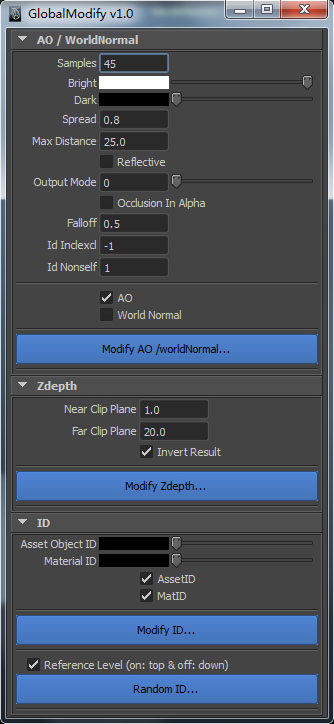 GlobalModify v1.0
AO / WorldNormal
Samples 45
Bright
Dark
Spread 0.8
Max Distance 25.0
Reflective
Output Mode 0
Occlusion In Alpha
Falloff 0.5
Id Inclexcl -1
Id Nonself 1
AO
World Normal
Modify AO /worldNormal...
Zdepth
Near Clip Plane 1.0
Far Clip Plane 20.0
Invert Result
Modify Zdepth...
ID
Asset Object ID
Material ID
AssetID
MatID
Modify ID...
Reference Level (on: top & off: down)
Random ID...